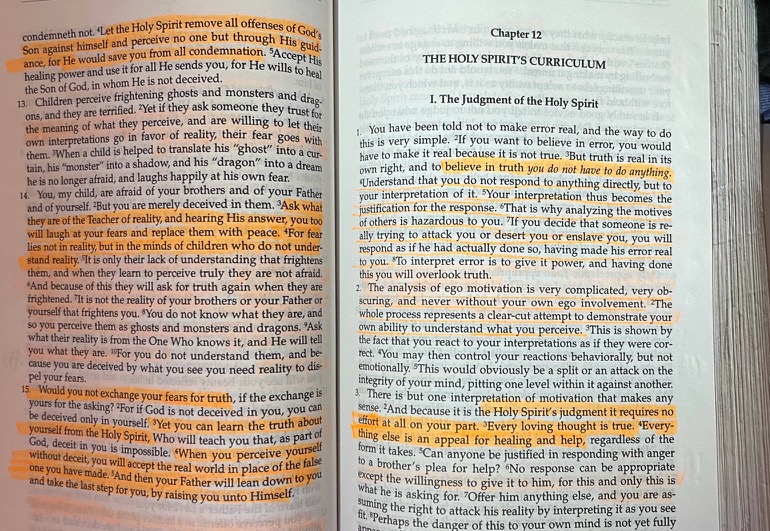 condemneth not. ⁴Let the Holy Spirit remove all offenses of God's
Son against himself and perceive no one but through His guid-
ance, for He would save you from all condemnation. ⁵Accept His
healing power and use it for all He sends you, for He wills to heal
the Son of God, in whom He is not deceived.
13. Children perceive frightening ghosts and monsters and drag-
ons, and they are terrified. ²Yet if they ask someone they trust for
the meaning of what they perceive, and are willing to let their
own interpretations go in favor of reality, their fear goes with
them. ³When a child is helped to translate his "ghost" into a cur-
tain, his "monster" into a shadow, and his "dragon" into a dream
he is no longer afraid, and laughs happily at his own fear.
14. You, my child, are afraid of your brothers and of your Father
and of yourself. ²But you are merely deceived in them. ³Ask what
they are of the Teacher of reality, and hearing His answer, you too
will laugh at your fears and replace them with peace. ⁴For fear
lies not in reality, but in the minds of children who do not under-
stand reality. ⁵It is only their lack of understanding that frightens
them, and when they learn to perceive truly they are not afraid.
⁶And because of this they will ask for truth again when they are
frightened. ⁷It is not the reality of your brothers or your Father or
yourself that frightens you. ⁸You do not know what they are, and
so you perceive them as ghosts and monsters and dragons. ⁹Ask
what their reality is from the One Who knows it, and He will tell
you what they are. ¹⁰For you do not understand them, and be-
cause you are deceived by what you see you need reality to dis-
pel your fears.
15. Would you not exchange your fears for truth, if the exchange is
yours for the asking? ²For if God is not deceived in you, you can
be deceived only in yourself. ³Yet you can learn the truth about
yourself from the Holy Spirit, Who will teach you that, as part of
God, deceit in you is impossible. ⁴When you perceive yourself
without deceit, you will accept the real world in place of the false
one you have made. ⁵And then your Father will lean down to you
and take the last step for you, by raising you unto Himself.
Chapter 12
THE HOLY SPIRIT'S CURRICULUM
I. The Judgment of the Holy Spirit
1. You have been told not to make error real, and the way to do
this is very simple. ²If you want to believe in error, you would
have to make it real because it is not true. ³But truth is real in its
own right, and to believe in truth you do not have to do anything.
⁴Understand that you do not respond to anything directly, but to
your interpretation of it. ⁵Your interpretation thus becomes the
justification for the response. ⁶That is why analyzing the motives
of others is hazardous to you. ⁷If you decide that someone is re-
ally trying to attack you or desert you or enslave you, you will
respond as if he had actually done so, having made his error real
to you. ⁸To interpret error is to give it power, and having done
this you will overlook truth.
2. The analysis of ego motivation is very complicated, very ob-
scuring, and never without your own ego involvement. ²The
whole process represents a clear-cut attempt to demonstrate your
own ability to understand what you perceive. ³This is shown by
the fact that you react to your interpretations as if they were cor-
rect. ⁴You may then control your reactions behaviorally, but not
emotionally. ⁵This would obviously be a split or an attack on the
integrity of your mind, pitting one level within it against another.
3. There is but one interpretation of motivation that makes any
sense. ²And because it is the Holy Spirit's judgment it requires no
effort at all on your part. ³Every loving thought is true. ⁴Every-
thing else is an appeal for healing and help, regardless of the
form it takes. ⁵Can anyone be justified in responding with anger
to a brother's plea for help? ⁶No response can be appropriate
except the willingness to give it to him, for this and only this is
what he is asking for. ⁷Offer him anything else, and you are as-
suming the right to attack his reality by interpreting it as you see
fit. ⁸Perhaps the danger of this to your own mind is not yet fully